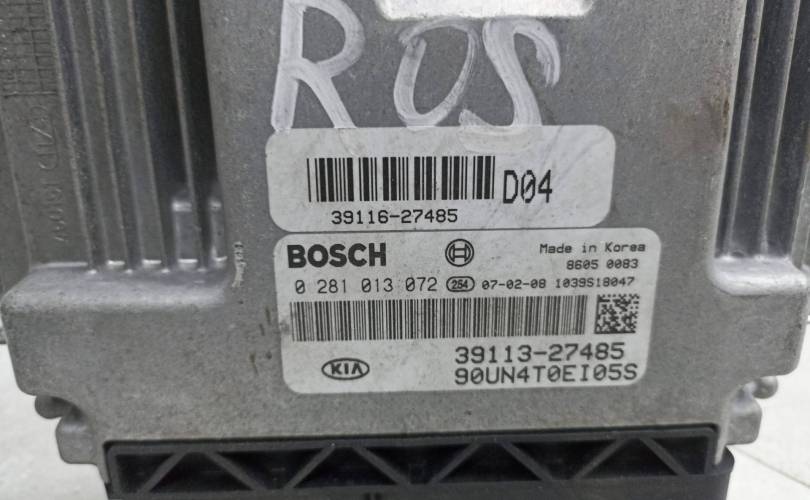 ROS
D04
39116-27485
BOSCH
Made in Korea
8605 0083
0 281 013 072 254 07-02-08 1039S18047
39113-27485
KIA
90UN4T0EI05S